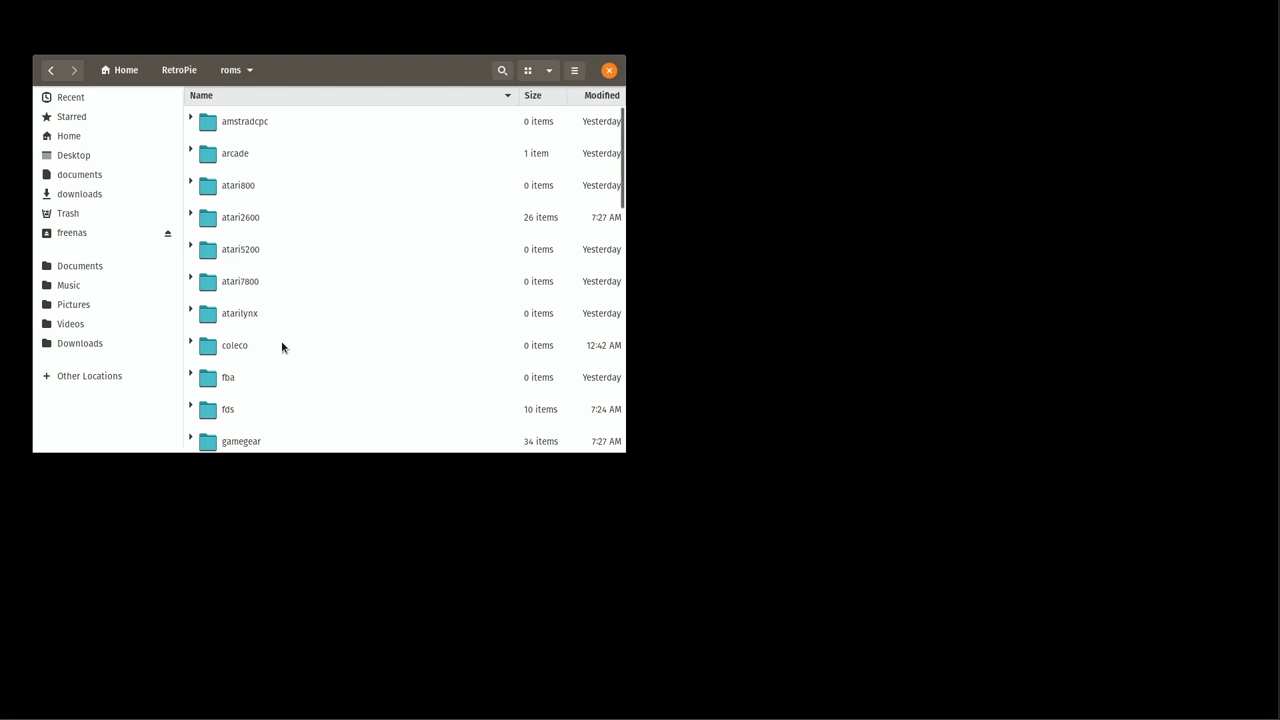 Home RetroPie roms
Recent
Starred
Home
Desktop
documents
downloads
Trash
freenas
Documents
Music
Pictures
Videos
Downloads
Other Locations
Name Size Modified
amstradcpc 0 items Yesterday
arcade 1 item Yesterday
atari800 0 items Yesterday
atari2600 26 items 7:27 AM
atari5200 0 items Yesterday
atari7800 0 items Yesterday
atarilynx 0 items Yesterday
coleco 0 items 12:42 AM
fba 0 items Yesterday
fds 10 items 7:24 AM
gamegear 34 items 7:27 AM